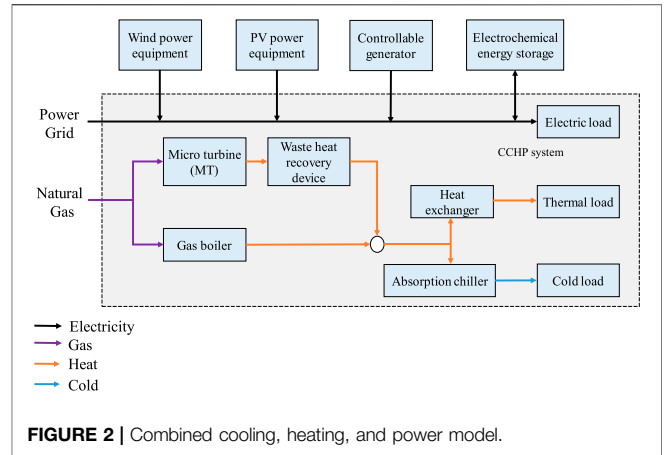 Wind power
equipment
PV power
equipment
Controllable
generator
Electrochemical
energy storage
Power
Grid
Electric load
CCHP system
Micro turbine
(MT)
Waste heat
recovery
device
Natural
Gas
Heat
exchanger
Thermal load
Gas boiler
Absorption chiller
Cold load
Electricity
Gas
Heat
Cold
FIGURE 2 | Combined cooling, heating, and power model.